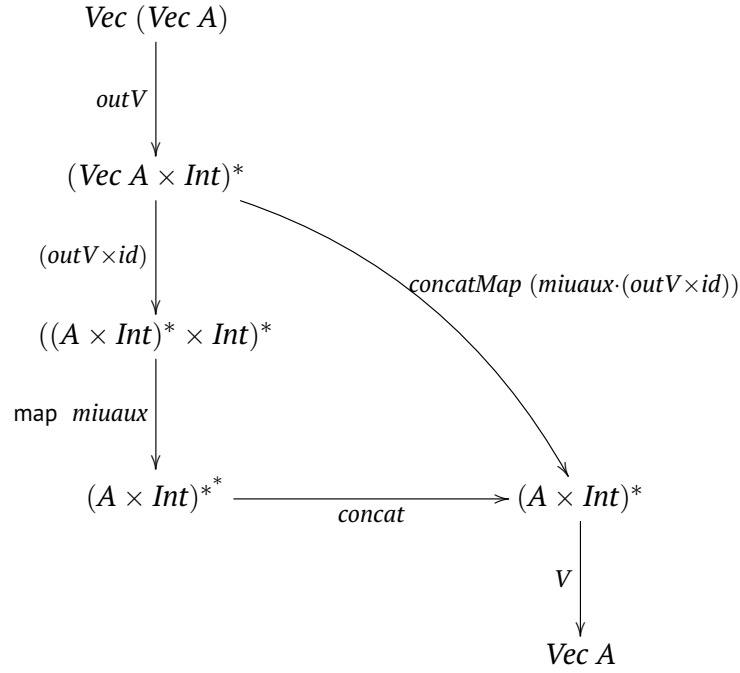 Vec (Vec A)
outV
(Vec A × Int)*
(outV×id)
concatMap (miuaux·(outV×id))
((A × Int)* × Int)*
map miuaux
(A × Int)**
concat
(A × Int)*
V
Vec A